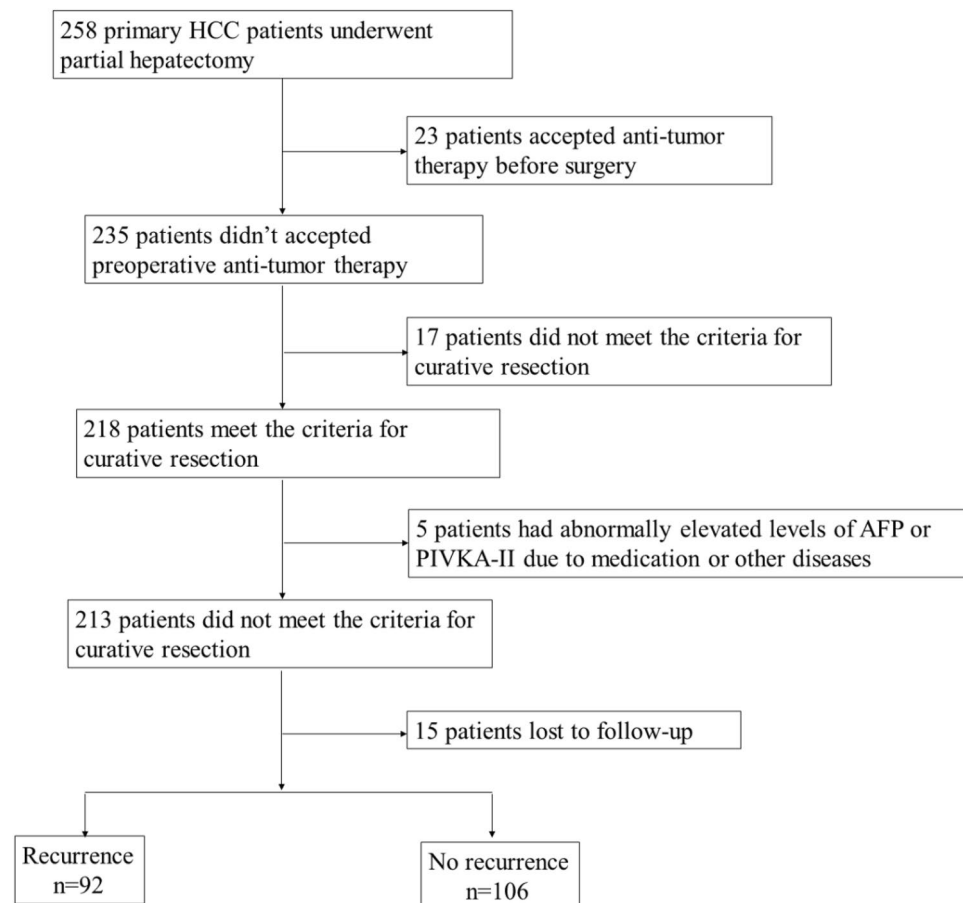 258 primary HCC patients underwent
partial hepatectomy
23 patients accepted anti-tumor
therapy before surgery
235 patients didn’t accepted
preoperative anti-tumor therapy
17 patients did not meet the criteria for
curative resection
218 patients meet the criteria for
curative resection
5 patients had abnormally elevated levels of AFP or
PIVKA-II due to medication or other diseases
213 patients did not meet the criteria for
curative resection
15 patients lost to follow-up
Recurrence
n=92
No recurrence
n=106